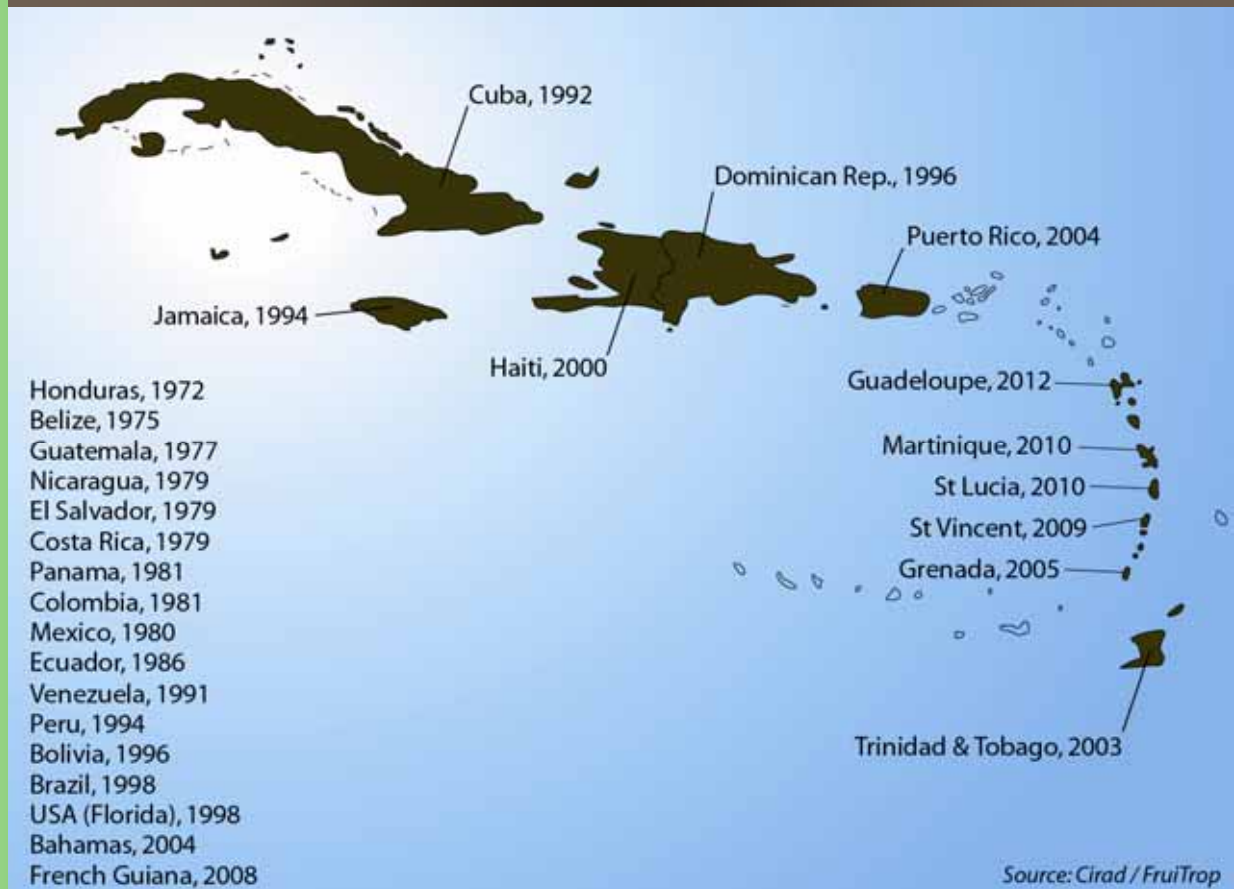 Cuba, 1992
Dominican Rep., 1996
Puerto Rico, 2004
Jamaica, 1994
Haiti, 2000
Guadeloupe, 2012
Martinique, 2010
St Lucia, 2010
St Vincent, 2009
Grenada, 2005
Trinidad & Tobago, 2003
Honduras, 1972
Belize, 1975
Guatemala, 1977
Nicaragua, 1979
El Salvador, 1979
Costa Rica, 1979
Panama, 1981
Colombia, 1981
Mexico, 1980
Ecuador, 1986
Venezuela, 1991
Peru, 1994
Bolivia, 1996
Brazil, 1998
USA (Florida), 1998
Bahamas, 2004
French Guiana, 2008
Source: Cirad / FruiTrop